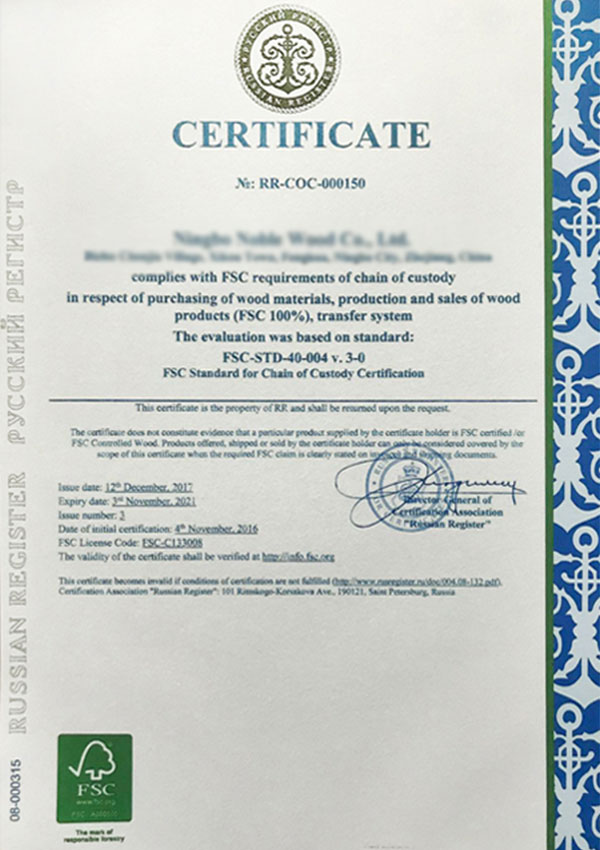 РУССКИЙ РЕГИСТР
RUSSIAN REGISTER
CERTIFICATE
№: RR-COC-000150
Ningbo Noble Wood Co., Ltd.
complies with FSC requirements of chain of custody
in respect of purchasing of wood materials, production and sales of wood
products (FSC 100%), transfer system
The evaluation was based on standard:
FSC-STD-40-004 v. 3-0
FSC Standard for Chain of Custody Certification
This certificate is the property of RR and shall be returned upon the request.
The certificate does not constitute evidence that a particular product supplied by the certificate holder is FSC certified /or
FSC Controlled Wood. Products offered, shipped or sold by the certificate holder can only be considered covered by the
scope of this certificate when the required FSC claim is clearly stated on invoices and shipping documents.
Issue date: 12th December, 2017
Expiry date: 3rd November, 2021
Issue number: 3
Date of initial certification: 4th November, 2016
FSC License Code: FSC-C133008
The validity of the certificate shall be verified at http://info.fsc.org
Director General of
Certification Association
"Russian Register"
This certificate becomes invalid if conditions of certification are not fulfilled (http://www.rusregister.ru/doc/004.08-132.pdf).
Certification Association "Russian Register": 101 Rimskogo-Korsakova Ave., 190121, Saint Petersburg, Russia
RUSSIAN REGISTER РУССКИЙ РЕГИСТР
08-000315
FSC
www.fsc.org
The mark of
responsible forestry